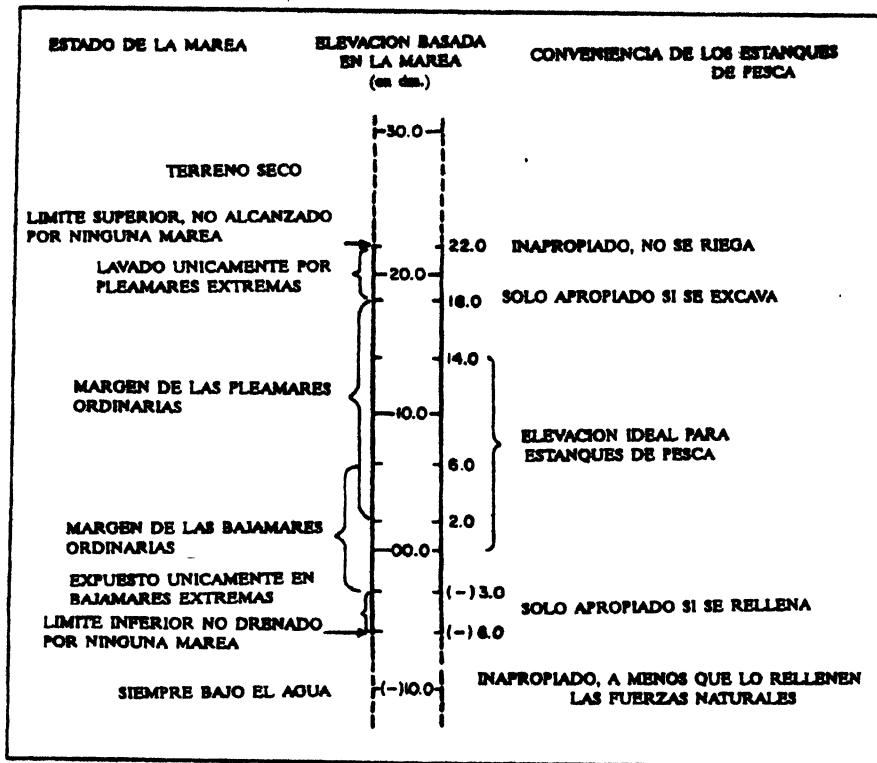 ESTADO DE LA MAREA
ELEVACION BASADA
EN LA MAREA
(en dm.)
CONVENIENCIA DE LOS ESTANQUES
DE PESCA
30.0
TERRENO SECO
LIMITE SUPERIOR, NO ALCANZADO
POR NINGUNA MAREA
22.0
INAPROPIADO, NO SE RIEGA
LAVADO UNICAMENTE POR
PLEAMARES EXTREMAS
20.0
18.0
SOLO APROPIADO SI SE EXCAVA
14.0
MARGEN DE LAS PLEAMARES
ORDINARIAS
10.0
ELEVACION IDEAL PARA
ESTANQUES DE PESCA
6.0
2.0
MARGEN DE LAS BAJAMARES
ORDINARIAS
00.0
EXPUESTO UNICAMENTE EN
BAJAMARES EXTREMAS
(-)3.0
SOLO APROPIADO SI SE RELLENA
LIMITE INFERIOR NO DRENADO
POR NINGUNA MAREA
(-)6.0
SIEMPRE BAJO EL AGUA
(-)10.0
INAPROPIADO, A MENOS QUE LO RELLENEN
LAS FUERZAS NATURALES